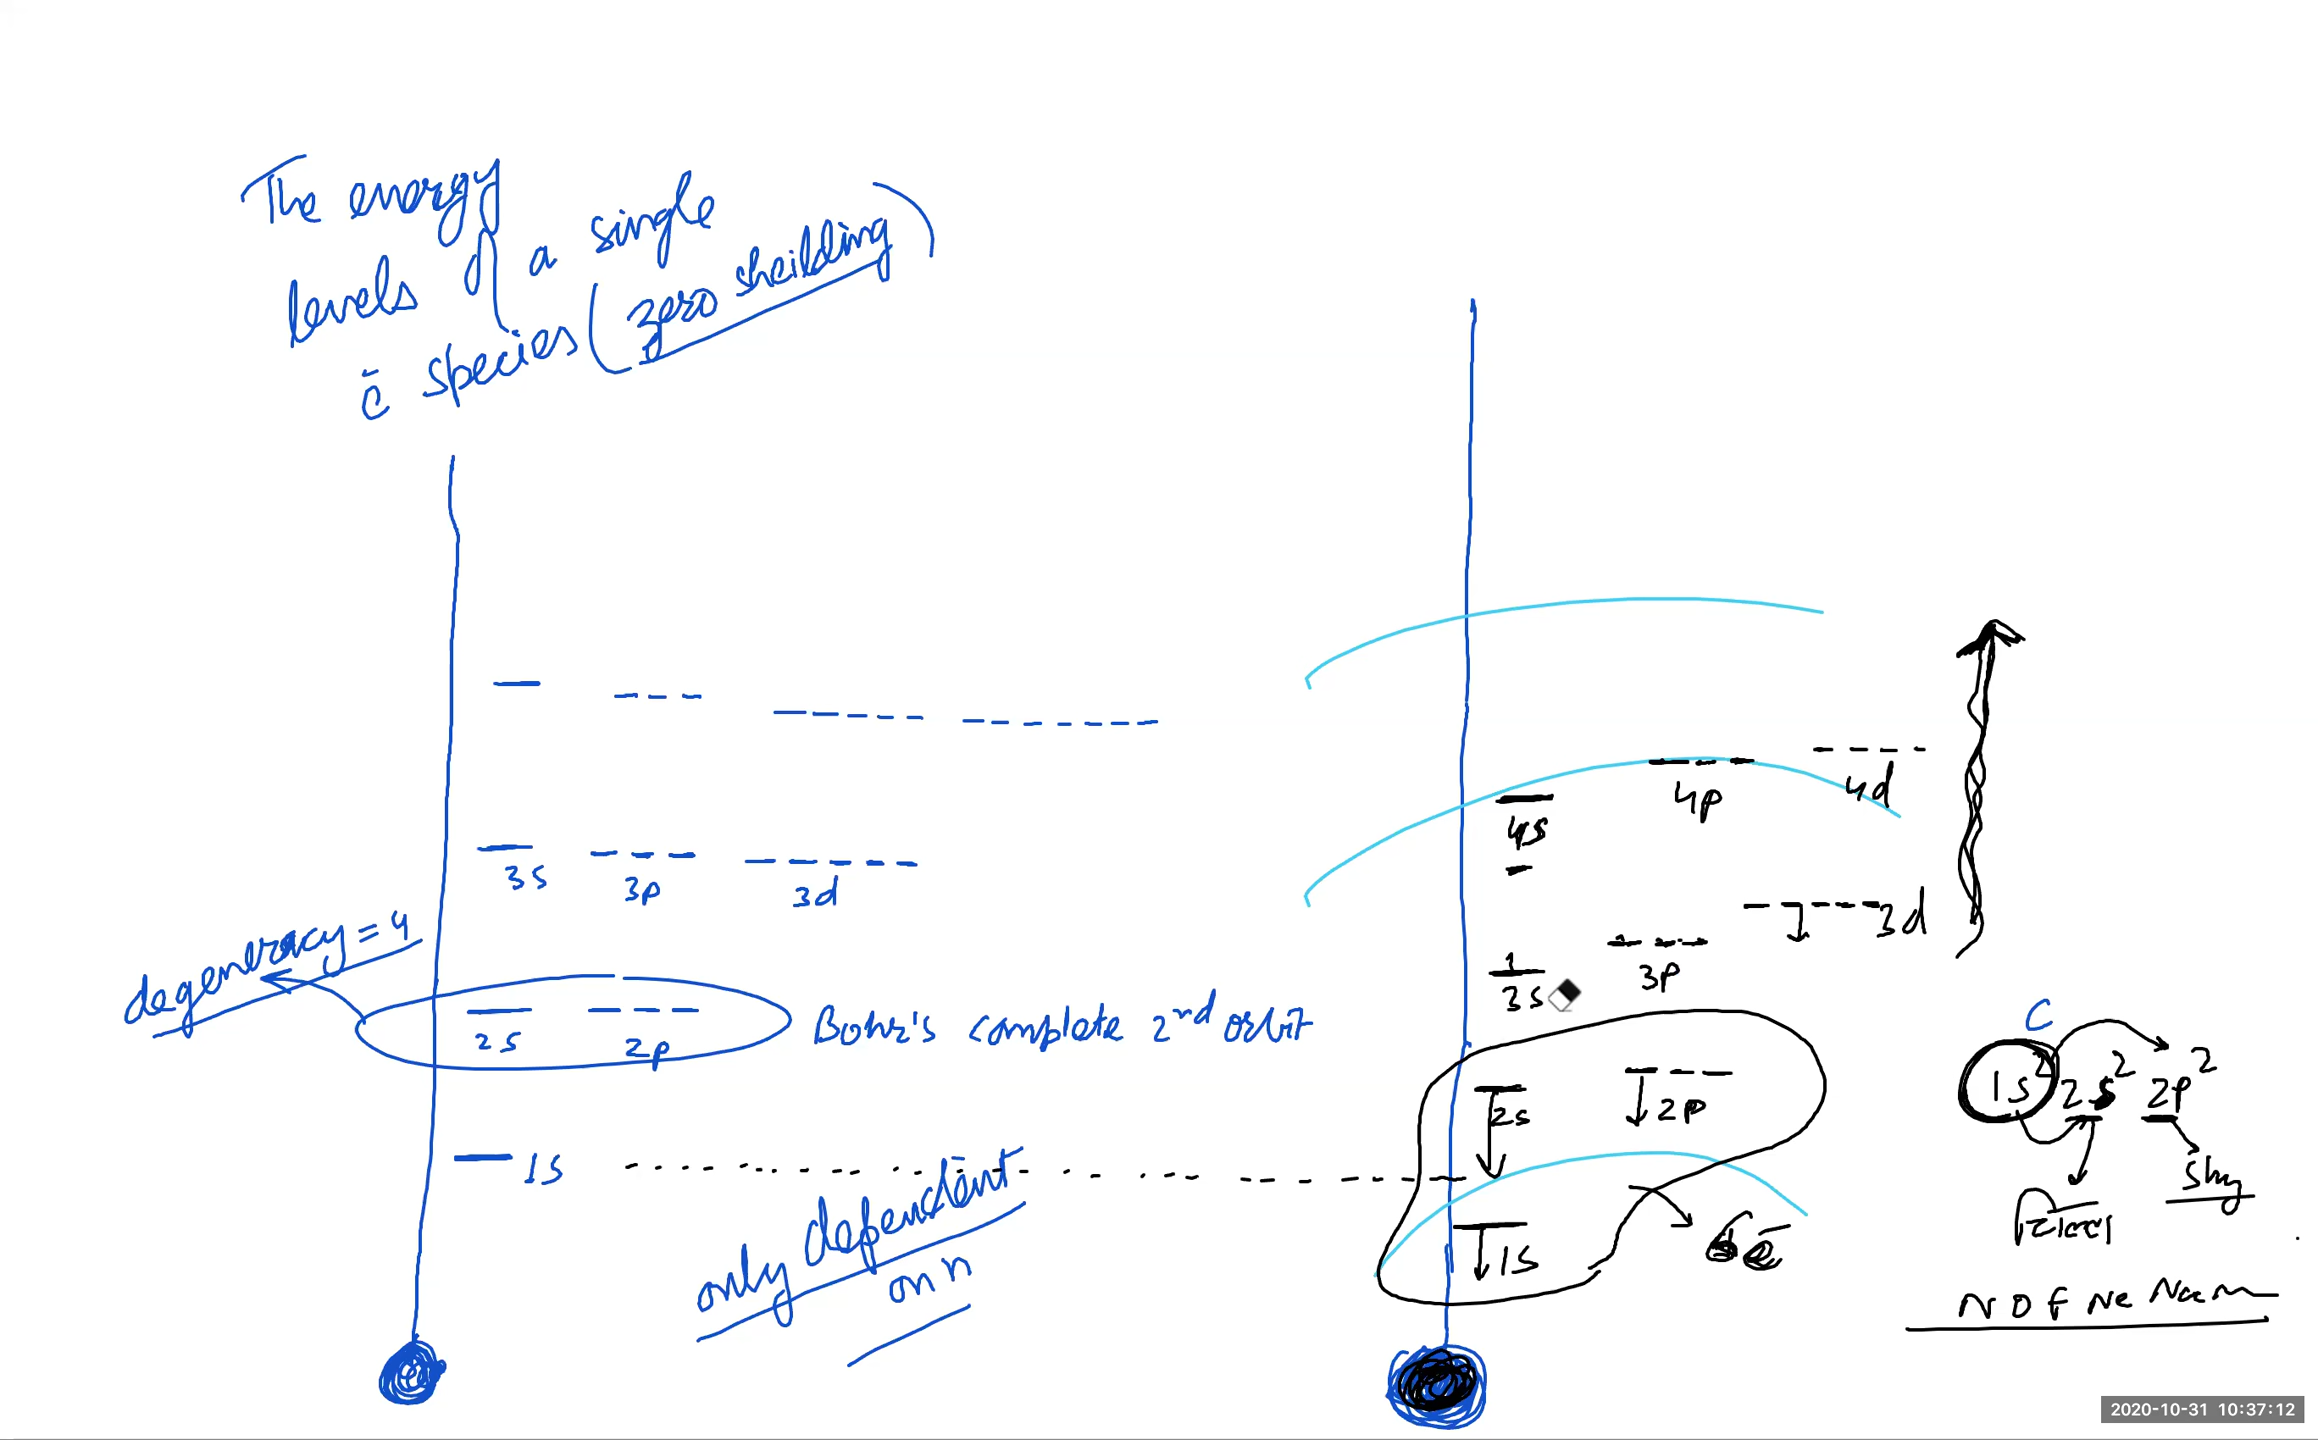 The energy
levels of a single
ē species (zero sheilding)
3s 3p 3d
degeneracy = 4
2s 2p
Bohr's complete 2nd orbit
1s
only dependent
on n
4s 4p 4d
3s 3p 3d
2s 2p
1s
6ē
C
1s² 2s² 2p²
N O F Ne Na
2020-10-31 10:37:12